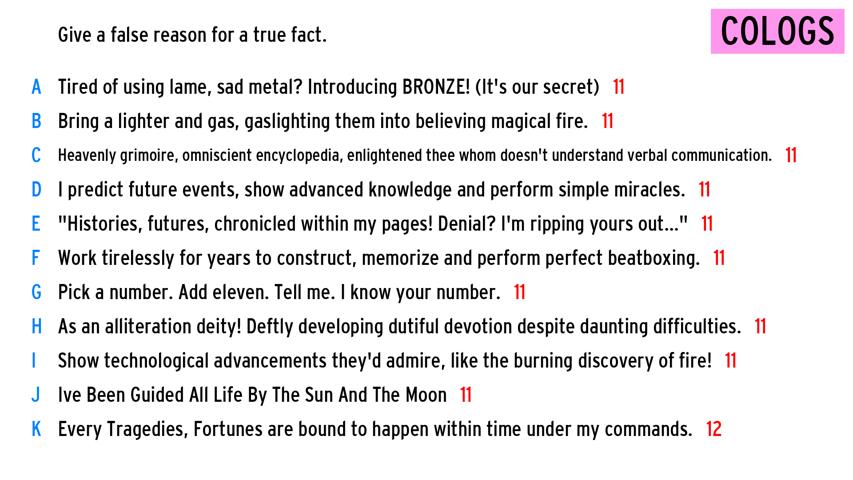 Give a false reason for a true fact.
COLOGS
A Tired of using lame, sad metal? Introducing BRONZE! (It's our secret) 11
B Bring a lighter and gas, gaslighting them into believing magical fire. 11
C Heavenly grimoire, omniscient encyclopedia, enlightened thee whom doesn't understand verbal communication. 11
D I predict future events, show advanced knowledge and perform simple miracles. 11
E "Histories, futures, chronicled within my pages! Denial? I'm ripping yours out..." 11
F Work tirelessly for years to construct, memorize and perform perfect beatboxing. 11
G Pick a number. Add eleven. Tell me. I know your number. 11
H As an alliteration deity! Deftly developing dutiful devotion despite daunting difficulties. 11
I Show technological advancements they'd admire, like the burning discovery of fire! 11
J Ive Been Guided All Life By The Sun And The Moon 11
K Every Tragedies, Fortunes are bound to happen within time under my commands. 12